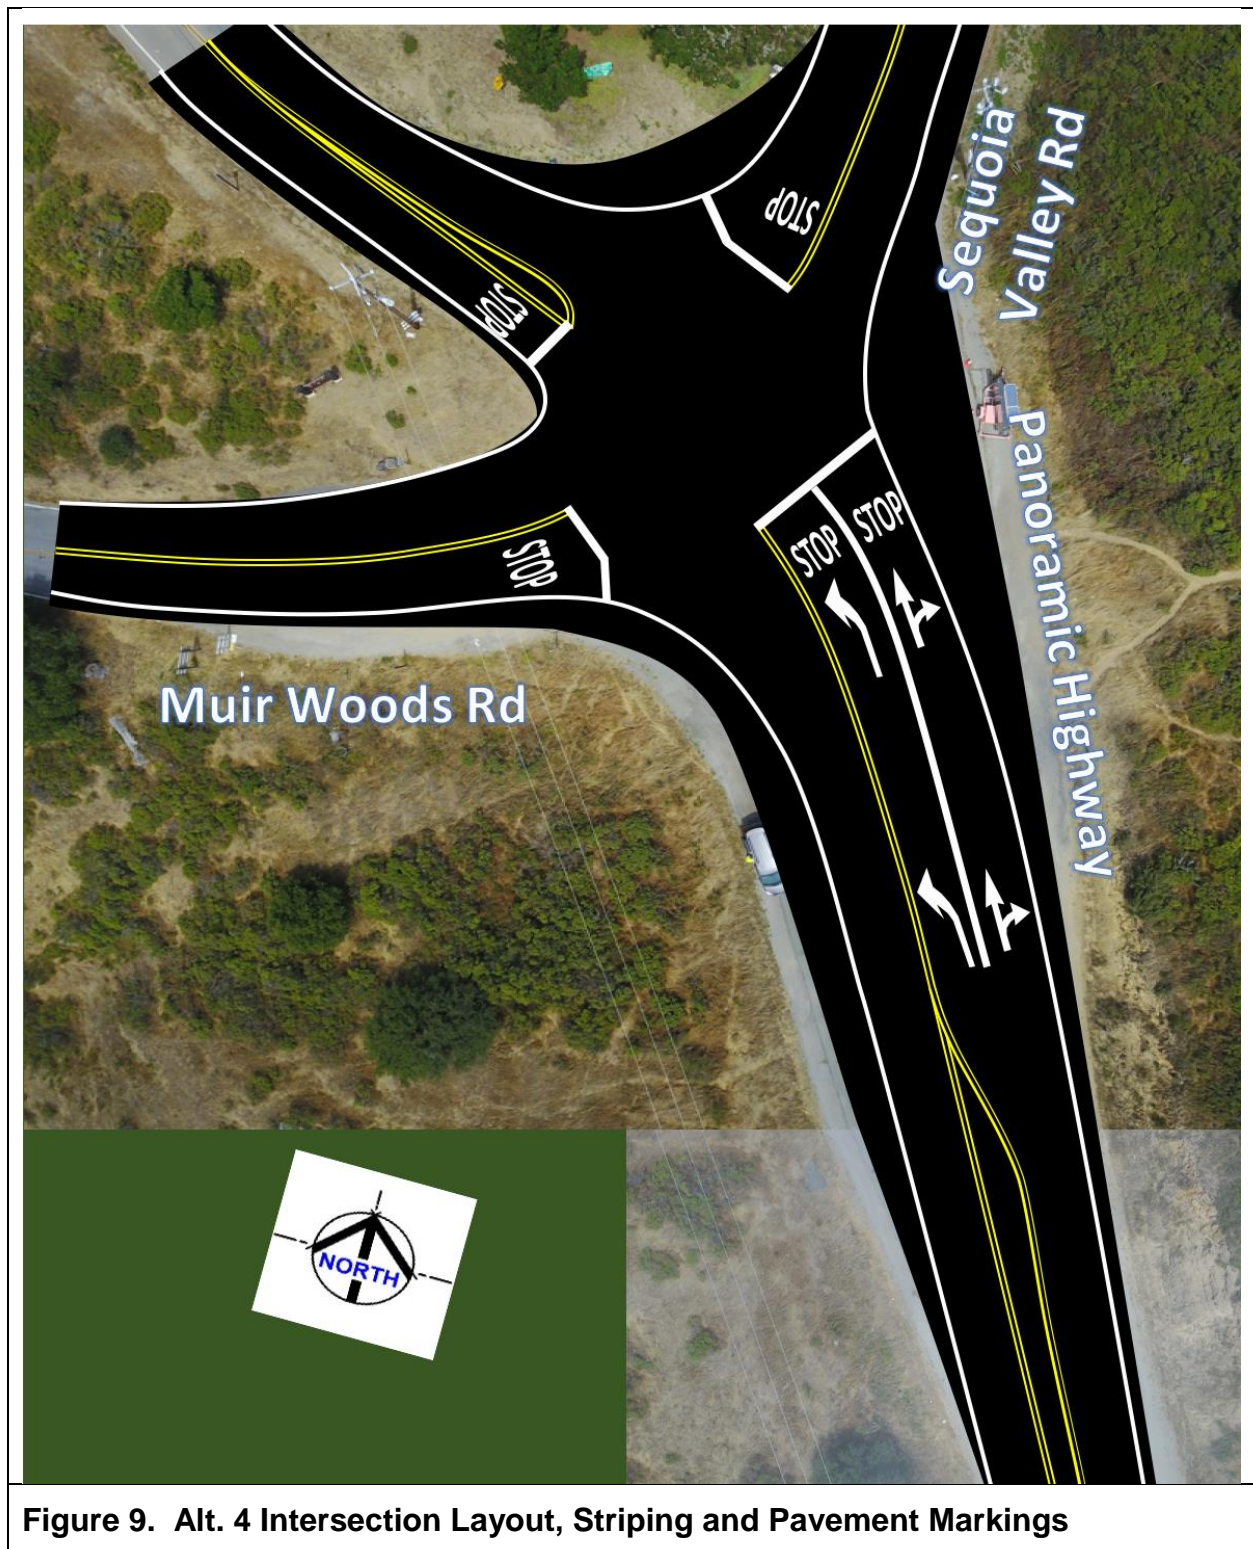 STOP
Sequoia
Valley Rd
STOP
Panoramic Highway
STOP
STOP
STOP
Muir Woods Rd
NORTH
Figure 9. Alt. 4 Intersection Layout, Striping and Pavement Markings